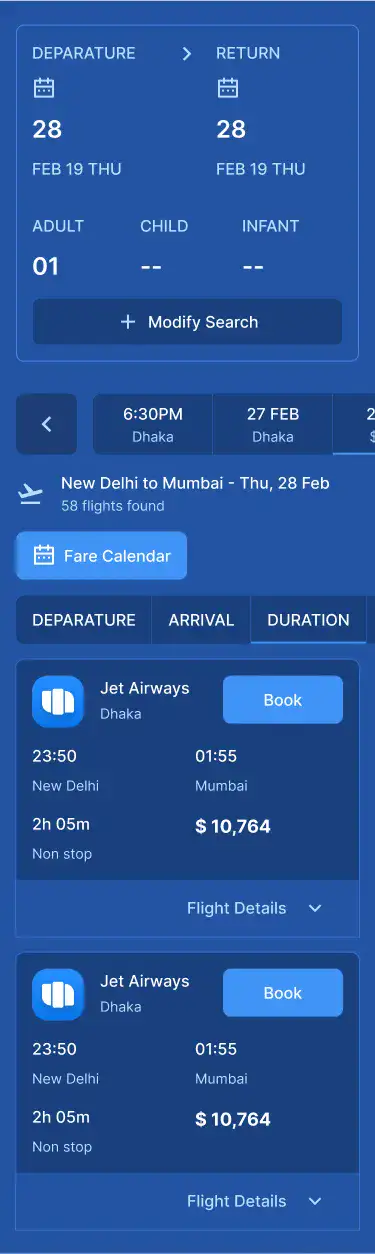 DEPARATURE
RETURN
28
28
FEB 19 THU
FEB 19 THU
ADULT
CHILD
INFANT
01
--
--
Modify Search
6:30PM
Dhaka
27 FEB
Dhaka
2
$
New Delhi to Mumbai - Thu, 28 Feb
58 flights found
Fare Calendar
DEPARATURE
ARRIVAL
DURATION
Jet Airways
Dhaka
Book
23:50
01:55
New Delhi
Mumbai
2h 05m
$ 10,764
Non stop
Flight Details
Jet Airways
Dhaka
Book
23:50
01:55
New Delhi
Mumbai
2h 05m
$ 10,764
Non stop
Flight Details